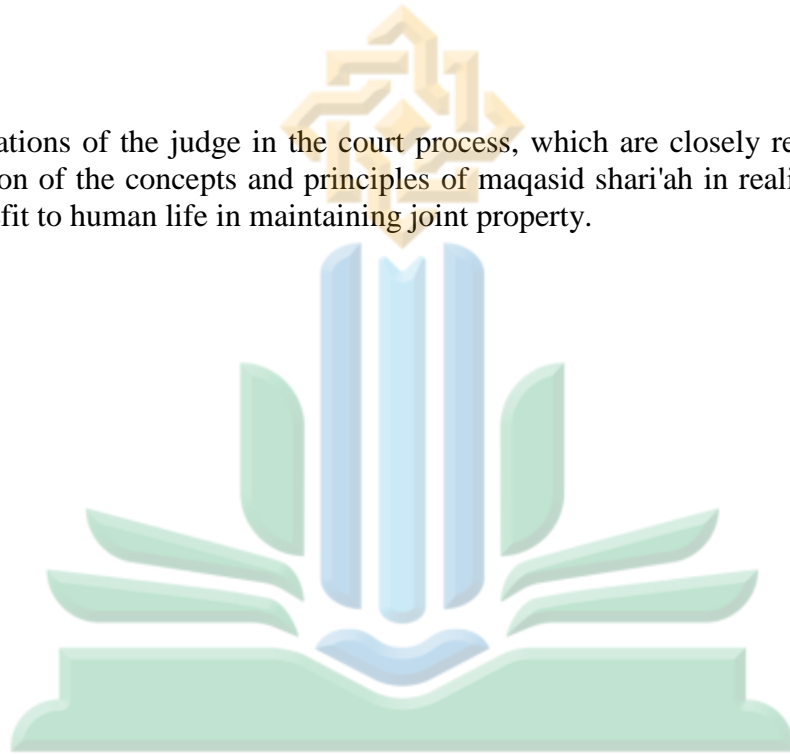 ations of the judge in the court process, which are closely re
on of the concepts and principles of maqasid shari'ah in reali
fit to human life in maintaining joint property.